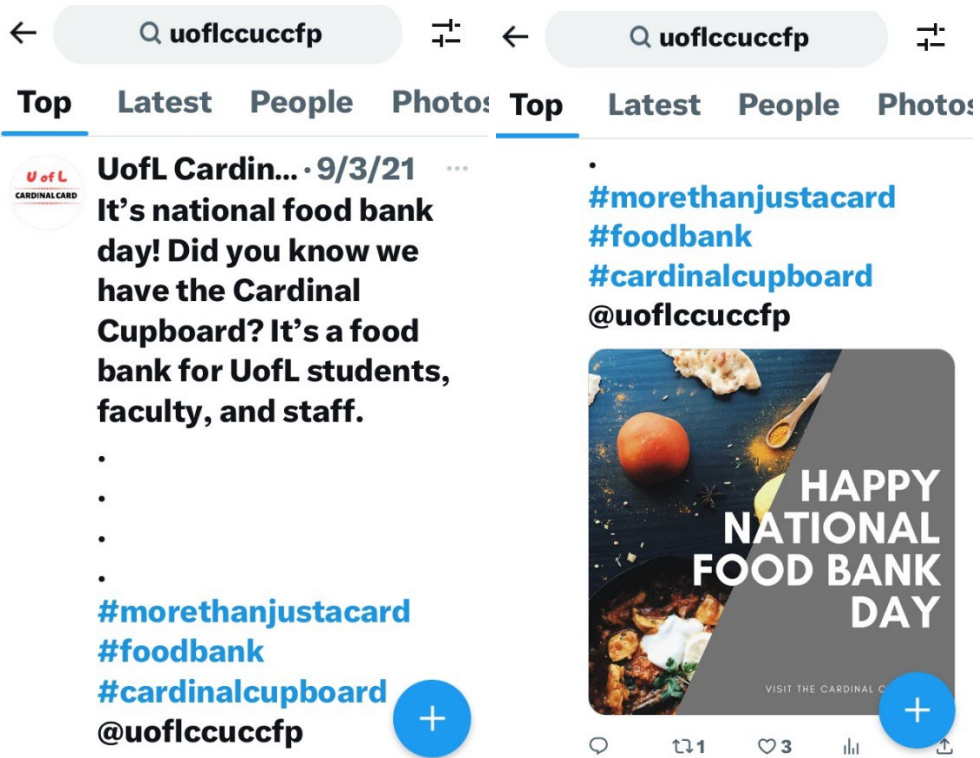 uoflccuccfp
Top Latest People Photos
U of L
CARDINAL CARD
UofL Cardin... · 9/3/21
It’s national food bank
day! Did you know we
have the Cardinal
Cupboard? It’s a food
bank for UofL students,
faculty, and staff.
.
.
.
.
#morethanjustacard
#foodbank
#cardinalcupboard
@uoflccuccfp
uoflccuccfp
Top Latest People Photos
.
#morethanjustacard
#foodbank
#cardinalcupboard
@uoflccuccfp
HAPPY
NATIONAL
FOOD BANK
DAY
VISIT THE CARDINAL C
1 3